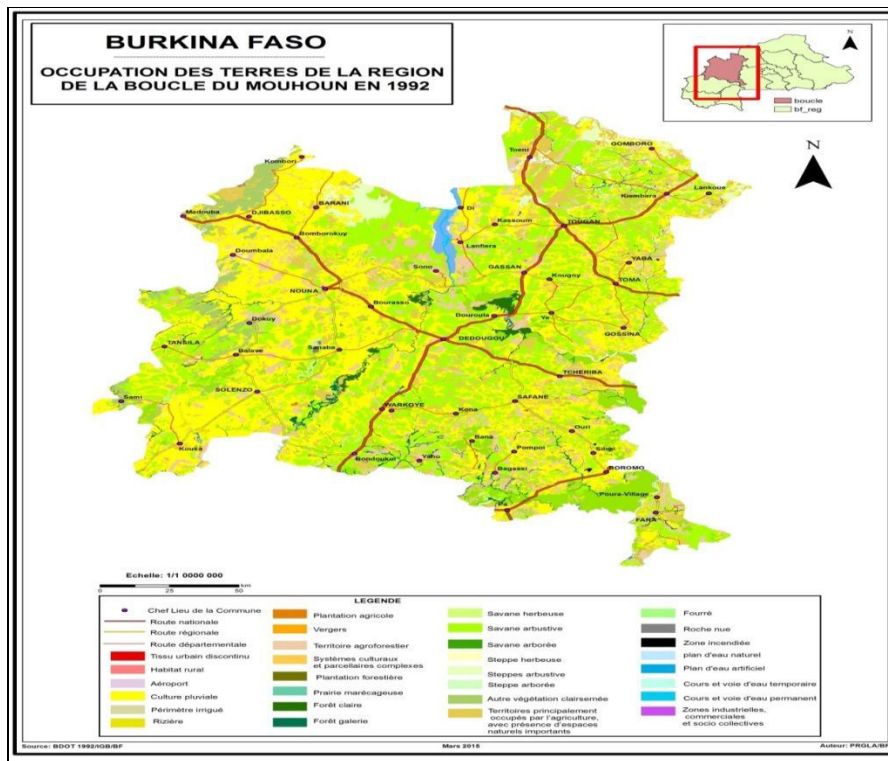 BURKINA FASO
OCCUPATION DES TERRES DE LA REGION
DE LA BOUCLE DU MOUHOUN EN 1992
N
boucle
bf_reg
N
Kombori
Toeni
GOMBORO
Kiembara
Lankoue
Madouba
DJIBASSO
BARANI
Di
Kassoum
TOUGAN
Bomborokuy
Lanfiera
Doumbala
Sono
GASSAN
Kougny
YABA
TOMA
NOUNA
Bourasso
Dokuy
Douroula
Ye
GOSSINA
DEDOUGOU
TANSILA
Sanaba
TCHERIBA
SOLENZO
Sami
WARKOYE
Kona
SAFANE
Kouka
Bana
Ouri
Pompoi
Bondoukui
Yaho
Bagassi
BOROMO
Poura-Village
Pa
FARA
Echelle: 1/1 0000 000
0 25 50 km
LEGENDE
Chef Lieu de la Commune
Route nationale
Route régionale
Route départementale
Tissu urbain discontinu
Habitat rural
Aéroport
Culture pluviale
Périmètre irrigué
Rizière
Plantation agricole
Vergers
Territoire agroforestier
Systèmes culturaux
et parcellaires complexes
Plantation forestière
Prairie marécageuse
Forêt claire
Forêt galerie
Savane herbeuse
Savane arbustive
Savane arborée
Steppe herbeuse
Steppes arbustive
Steppe arborée
Autre végétation clairsemée
Territoires principalement
occupés par l'agriculture,
avec présence d'espaces
naturels importants
Fourré
Roche nue
Zone incendiée
plan d'eau naturel
Plan d'eau artificiel
Cours et voie d'eau temporaire
Cours et voie d'eau permanent
Zones industrielles,
commerciales
et socio collectives
Source: BDOT 1992/IGB/BF
Mars 2015
Auteur: PRGLA/BF